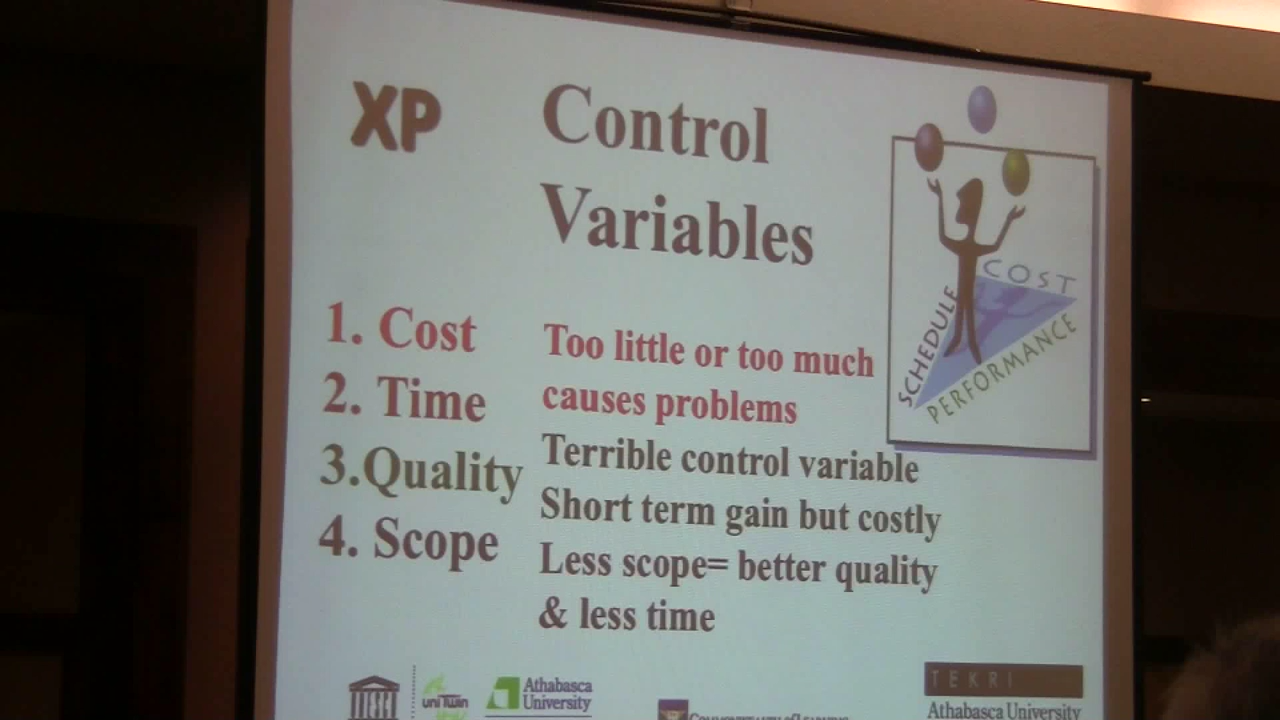 XP
Control
Variables
COST
SCHEDULE
PERFORMANCE
1. Cost
2. Time
3.Quality
4. Scope
Too little or too much
causes problems
Terrible control variable
Short term gain but costly
Less scope= better quality
& less time
uniTwin
Athabasca
University
TEKRI
Athabasca University